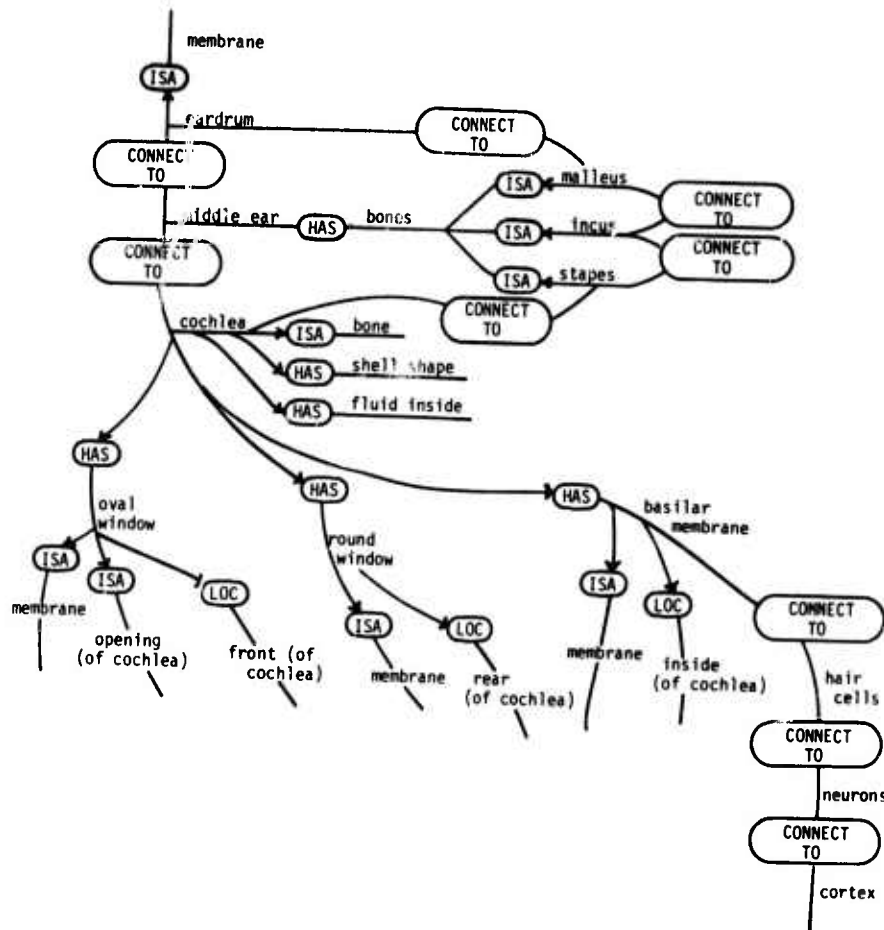 membrane
ISA
eardrum
CONNECT
TO
CONNECT
TO
ISA
malleus
CONNECT
TO
middle ear
HAS
bones
ISA
incus
CONNECT
TO
CONNECT
TO
ISA
stapes
CONNECT
TO
cochlea
ISA
bone
HAS
shell shape
HAS
fluid inside
HAS
oval
window
ISA
membrane
ISA
opening
(of cochlea)
LOC
front (of
cochlea)
HAS
round
window
ISA
membrane
LOC
rear
(of cochlea)
HAS
basilar
membrane
ISA
membrane
LOC
inside
(of cochlea)
CONNECT
TO
hair
cells
CONNECT
TO
neurons
CONNECT
TO
cortex